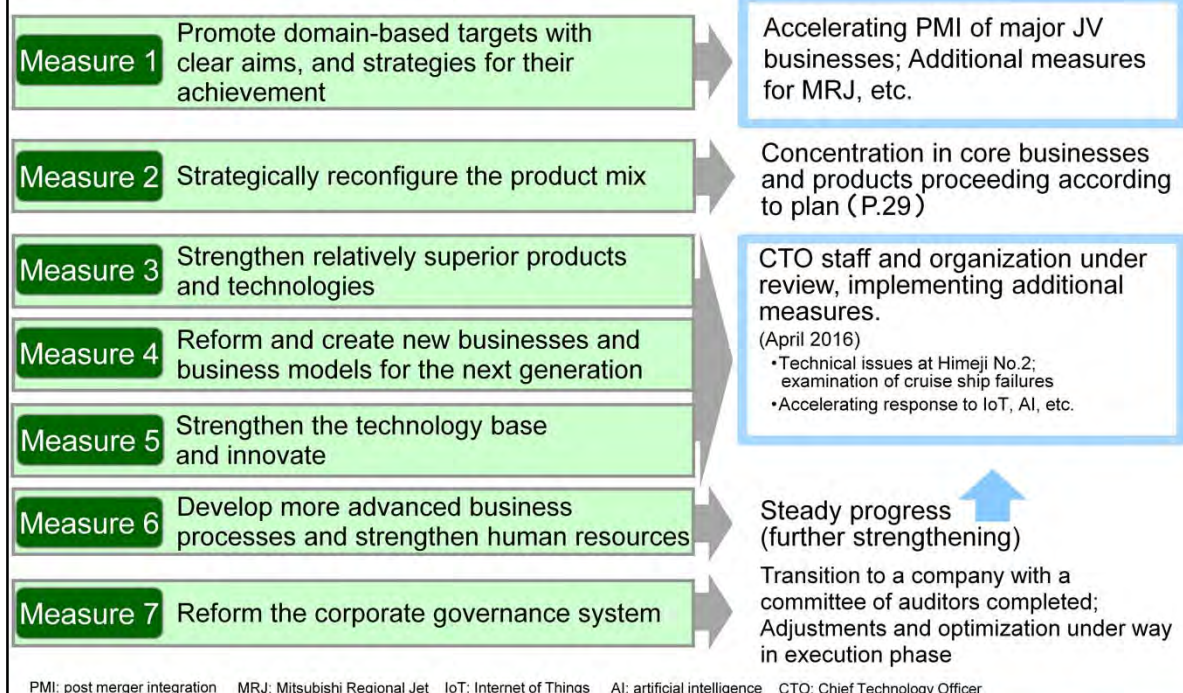 Measure 1
Promote domain-based targets with
clear aims, and strategies for their
achievement
Accelerating PMI of major JV
businesses; Additional measures
for MRJ, etc.
Measure 2
Strategically reconfigure the product mix
Concentration in core businesses
and products proceeding according
to plan (P.29)
Measure 3
Strengthen relatively superior products
and technologies
Measure 4
Reform and create new businesses and
business models for the next generation
Measure 5
Strengthen the technology base
and innovate
CTO staff and organization under
review, implementing additional
measures.
(April 2016)
•Technical issues at Himeji No.2;
examination of cruise ship failures
•Accelerating response to IoT, AI, etc.
Measure 6
Develop more advanced business
processes and strengthen human resources
Steady progress
(further strengthening)
Measure 7
Reform the corporate governance system
Transition to a company with a
committee of auditors completed;
Adjustments and optimization under way
in execution phase
PMI: post merger integration MRJ: Mitsubishi Regional Jet IoT: Internet of Things AI: artificial intelligence CTO: Chief Technology Officer